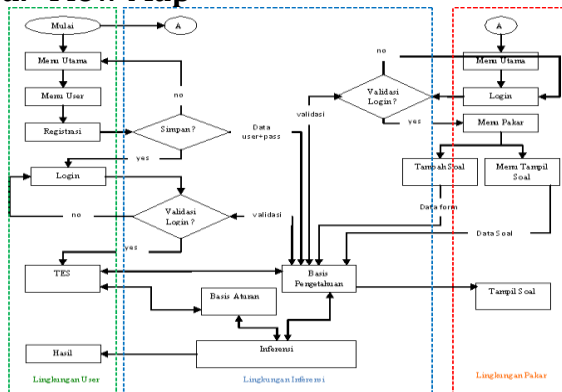 Mulai
A
A
Menu Utama
no
Menu Utama
Menu User
no
Validasi
Login?
Login
validasi
Registrasi
Simpan?
Data
user+pass
yes
Menu Pakar
yes
Login
Tambah Soal
Menu Tampil
Soal
no
Validasi
Login?
validasi
Data form
Data Soal
yes
TES
Basis
Pengetahuan
Basis Aturan
Tampil Soal
Inferensi
Hasil
Lingkungan User
Lingkungan Inferensi
Lingkungan Pakar